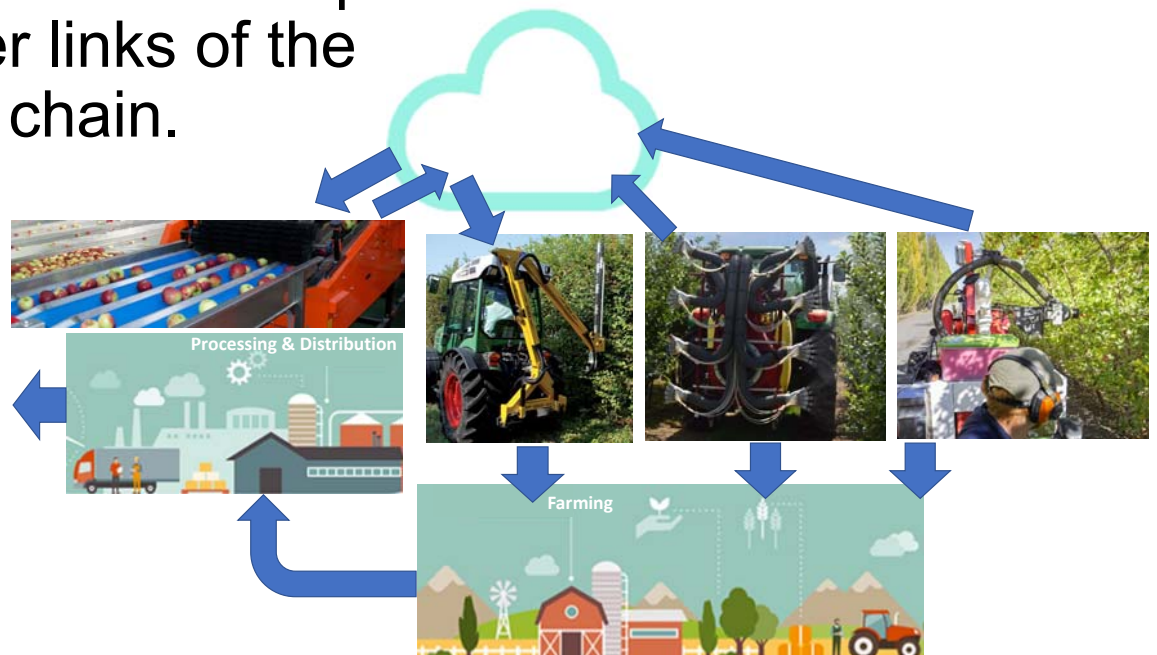 er links of the
chain.
Processing & Distribution
Farming